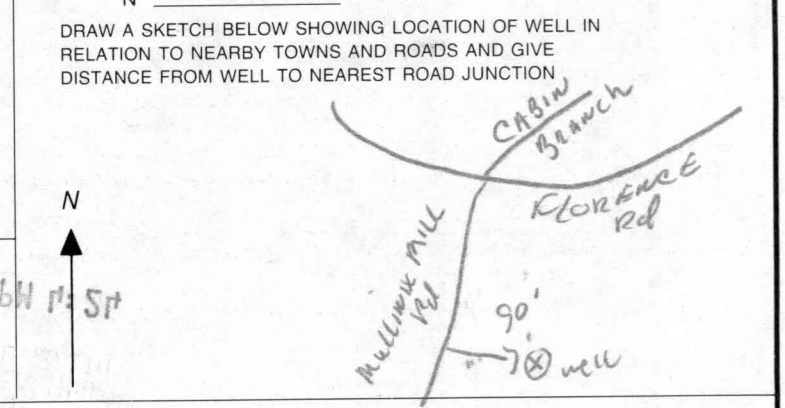 N
DRAW A SKETCH BELOW SHOWING LOCATION OF WELL IN
RELATION TO NEARBY TOWNS AND ROADS AND GIVE
DISTANCE FROM WELL TO NEAREST ROAD JUNCTION
CABIN
BRANCH
FLORENCE
Rd
N
MULLINIX MILL
Rd
90'
well